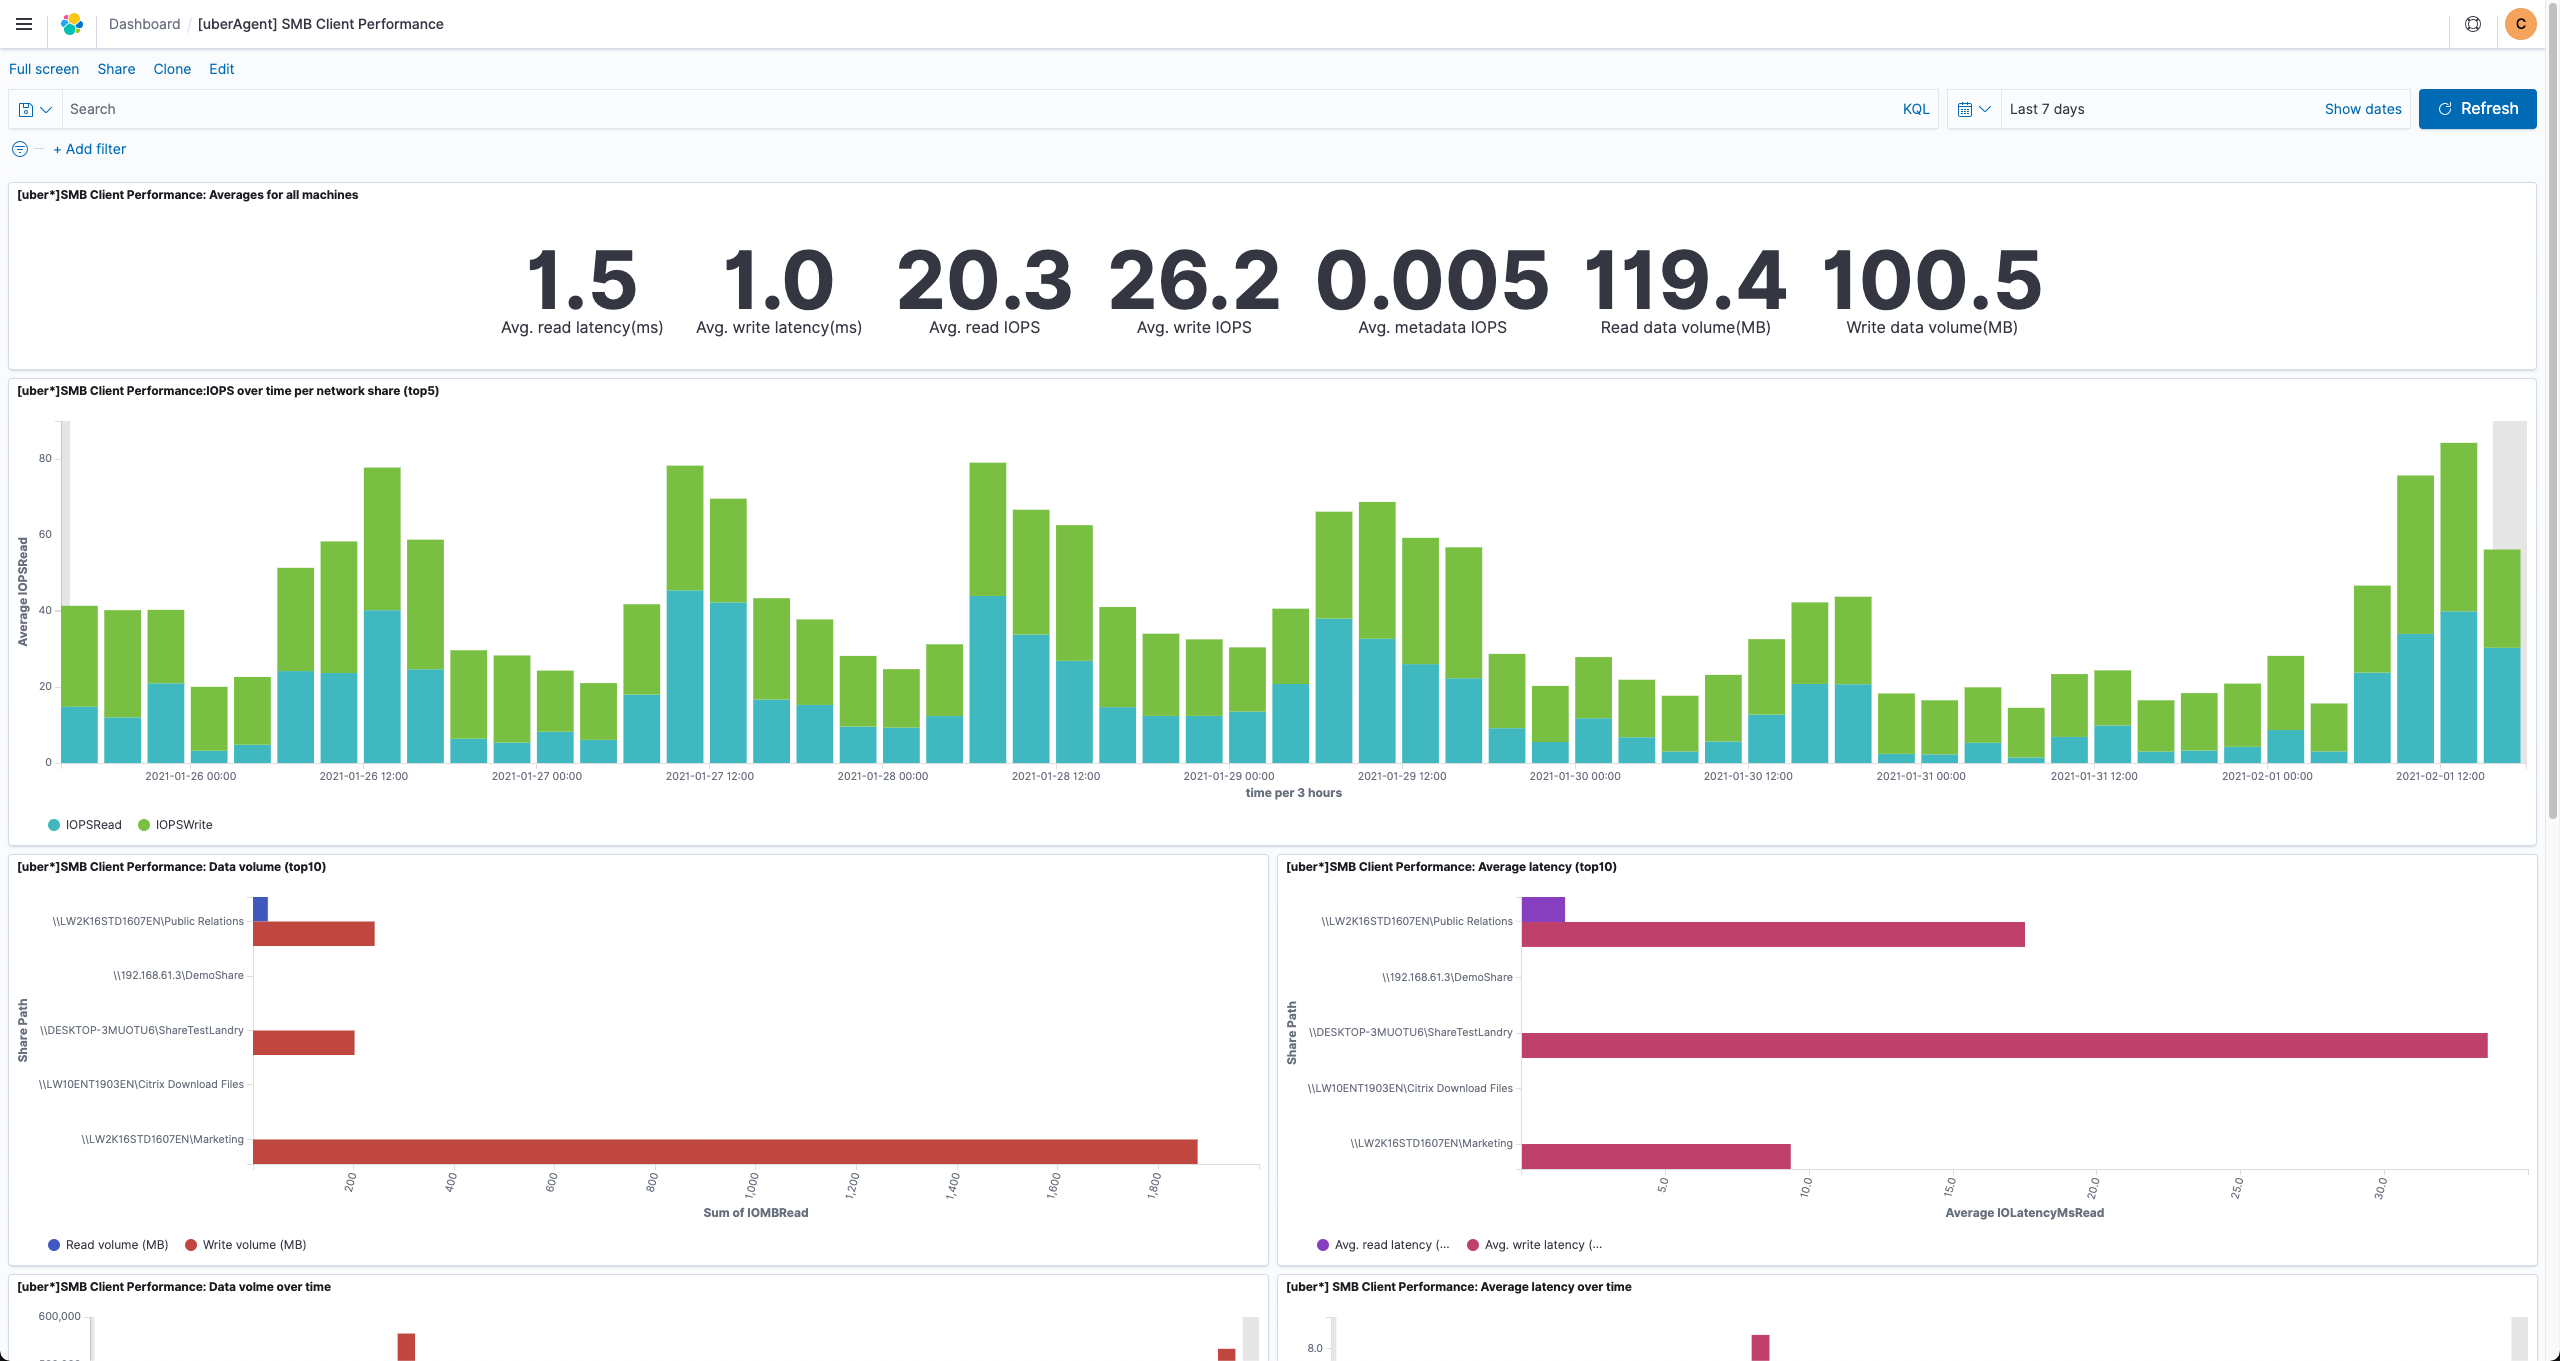 Dashboard / [uberAgent] SMB Client Performance
C
Full screen Share Clone Edit
Search KQL Last 7 days Show dates Refresh
+ Add filter
[uber*]SMB Client Performance: Averages for all machines
1.5 1.0 20.3 26.2 0.005 119.4 100.5
Avg. read latency(ms) Avg. write latency(ms) Avg. read IOPS Avg. write IOPS Avg. metadata IOPS Read data volume(MB) Write data volume(MB)
[uber*]SMB Client Performance:IOPS over time per network share (top5)
Average IOPSRead
80
60
40
20
0
2021-01-26 00:00 2021-01-26 12:00 2021-01-27 00:00 2021-01-27 12:00 2021-01-28 00:00 2021-01-28 12:00 2021-01-29 00:00 2021-01-29 12:00 2021-01-30 00:00 2021-01-30 12:00 2021-01-31 00:00 2021-01-31 12:00 2021-02-01 00:00 2021-02-01 12:00
time per 3 hours
IOPSRead IOPSWrite
[uber*]SMB Client Performance: Data volume (top10)
Share Path
\\LW2K16STD1607EN\Public Relations
\\192.168.61.3\DemoShare
\\DESKTOP-3MUOTU6\ShareTestLandry
\\LW10ENT1903EN\Citrix Download Files
\\LW2K16STD1607EN\Marketing
200 400 600 800 1,000 1,200 1,400 1,600 1,800
Sum of IOMBRead
Read volume (MB) Write volume (MB)
[uber*]SMB Client Performance: Average latency (top10)
Share Path
\\LW2K16STD1607EN\Public Relations
\\192.168.61.3\DemoShare
\\DESKTOP-3MUOTU6\ShareTestLandry
\\LW10ENT1903EN\Citrix Download Files
\\LW2K16STD1607EN\Marketing
5.0 10.0 15.0 20.0 25.0 30.0
Average IOLatencyMsRead
Avg. read latency (... Avg. write latency (...
[uber*]SMB Client Performance: Data volme over time
600,000
[uber*] SMB Client Performance: Average latency over time
8.0